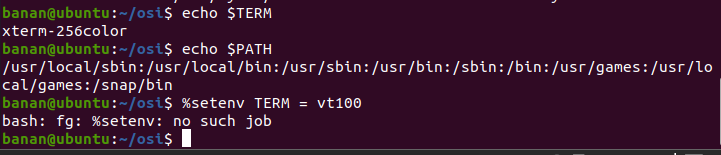 banan@ubuntu:~/osi$ echo $TERM
xterm-256color
banan@ubuntu:~/osi$ echo $PATH
/usr/local/sbin:/usr/local/bin:/usr/sbin:/usr/bin:/sbin:/bin:/usr/games:/usr/lo
cal/games:/snap/bin
banan@ubuntu:~/osi$ %setenv TERM = vt100
bash: fg: %setenv: no such job
banan@ubuntu:~/osi$